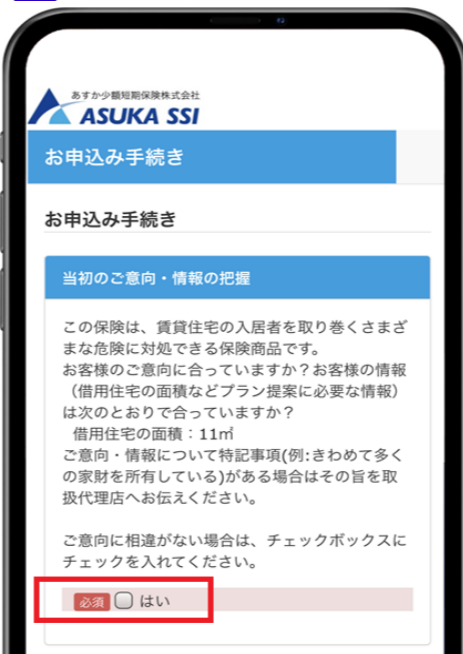 あすか少額短期保険株式会社
ASUKA SSI
お申込み手続き
お申込み手続き
当初のご意向・情報の把握
この保険は、賃貸住宅の入居者を取り巻くさまざ
まな危険に対処できる保険商品です。
お客様のご意向に合っていますか？お客様の情報
（借用住宅の面積などプラン提案に必要な情報）
は次のとおりで合っていますか？
借用住宅の面積：11㎡
ご意向・情報について特記事項(例:きわめて多く
の家財を所有している)がある場合はその旨を取
扱代理店へお伝えください。
ご意向に相違がない場合は、チェックボックスに
チェックを入れてください。
必須 はい